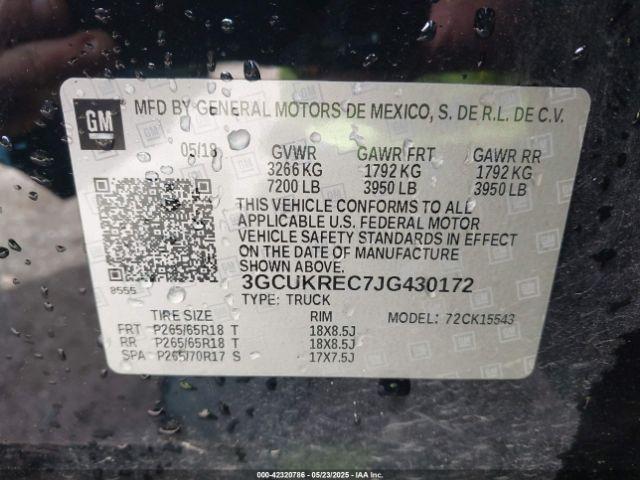 GM
MFD BY GENERAL MOTORS DE MEXICO, S. DE R.L. DE C.V.
05/18 GVWR GAWR FRT GAWR RR
3266 KG 1792 KG 1792 KG
7200 LB 3950 LB 3950 LB
THIS VEHICLE CONFORMS TO ALL
APPLICABLE U.S. FEDERAL MOTOR
VEHICLE SAFETY STANDARDS IN EFFECT
ON THE DATE OF MANUFACTURE
SHOWN ABOVE.
9555
3GCUKREC7JG430172
TYPE: TRUCK
TIRE SIZE RIM MODEL: 72CK15543
FRT P265/65R18 T 18X8.5J
RR P265/65R18 T 18X8.5J
SPA P265/70R17 S 17X7.5J
000-42320786 — 05/23/2025 — IAAI.COM